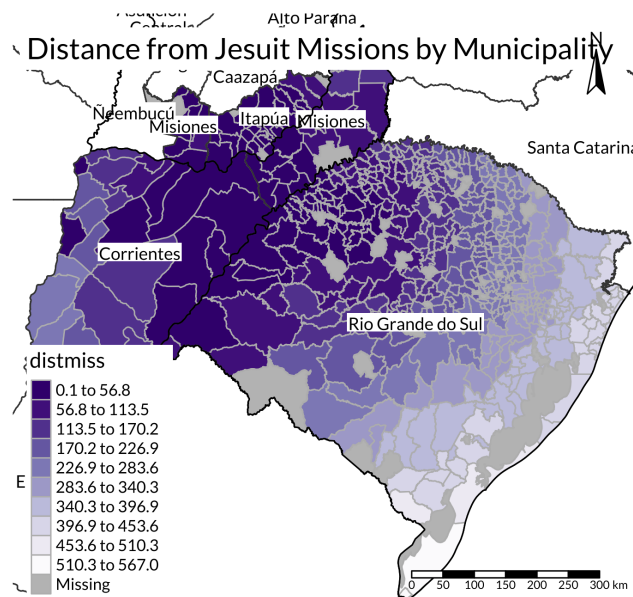 Asunción
Central
Alto Paraná
Distance from Jesuit Missions by Municipality
N
Caazapá
Ñeembucú
Misiones
Itapúa
Misiones
Santa Catarina
Corrientes
Rio Grande do Sul
distmiss
0.1 to 56.8
56.8 to 113.5
113.5 to 170.2
170.2 to 226.9
226.9 to 283.6
283.6 to 340.3
340.3 to 396.9
396.9 to 453.6
453.6 to 510.3
510.3 to 567.0
Missing
E
0 50 100 150 200 250 300 km